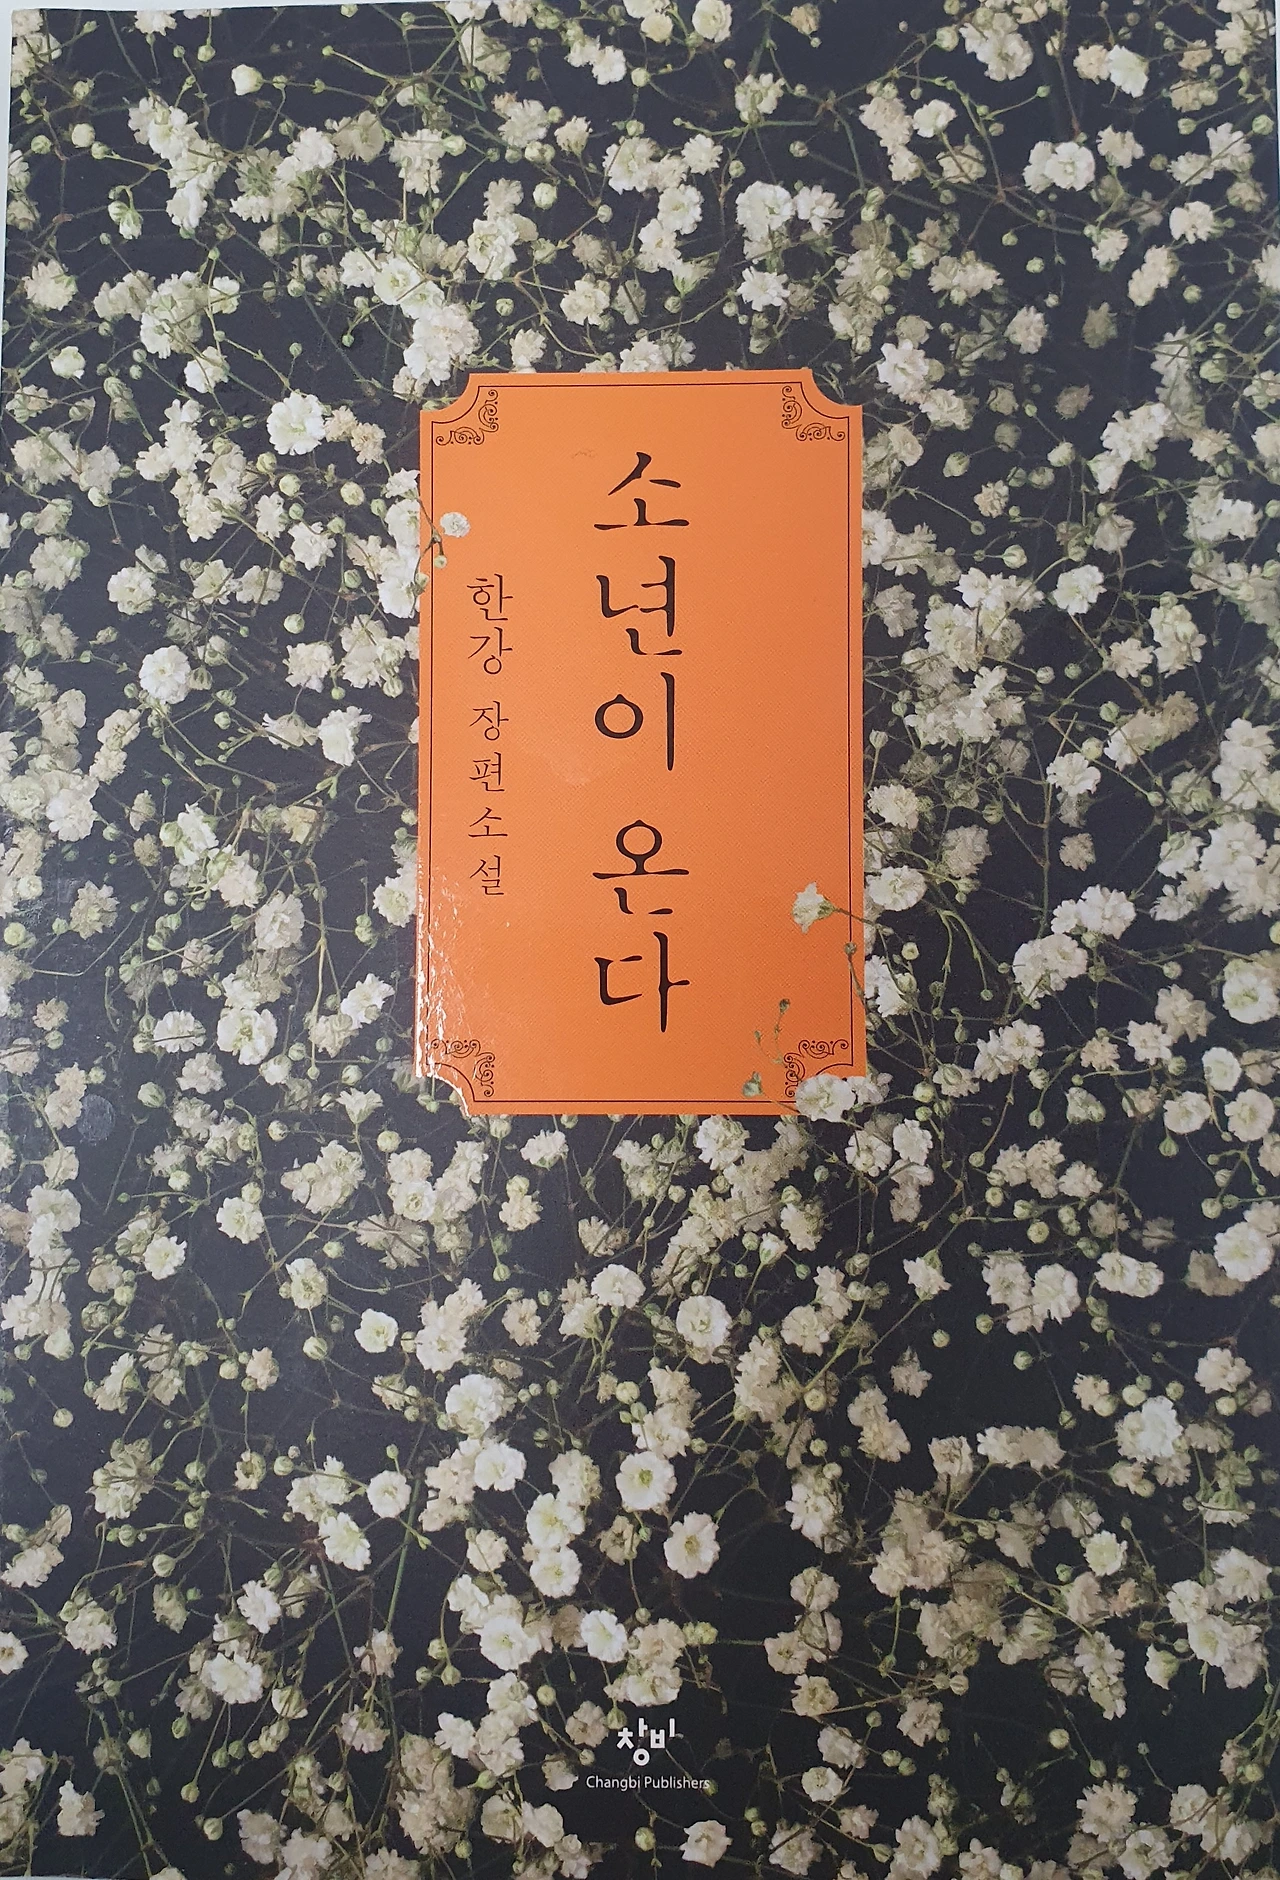 소년이 온다
한강 장편소설
창비
Changbi Publishers